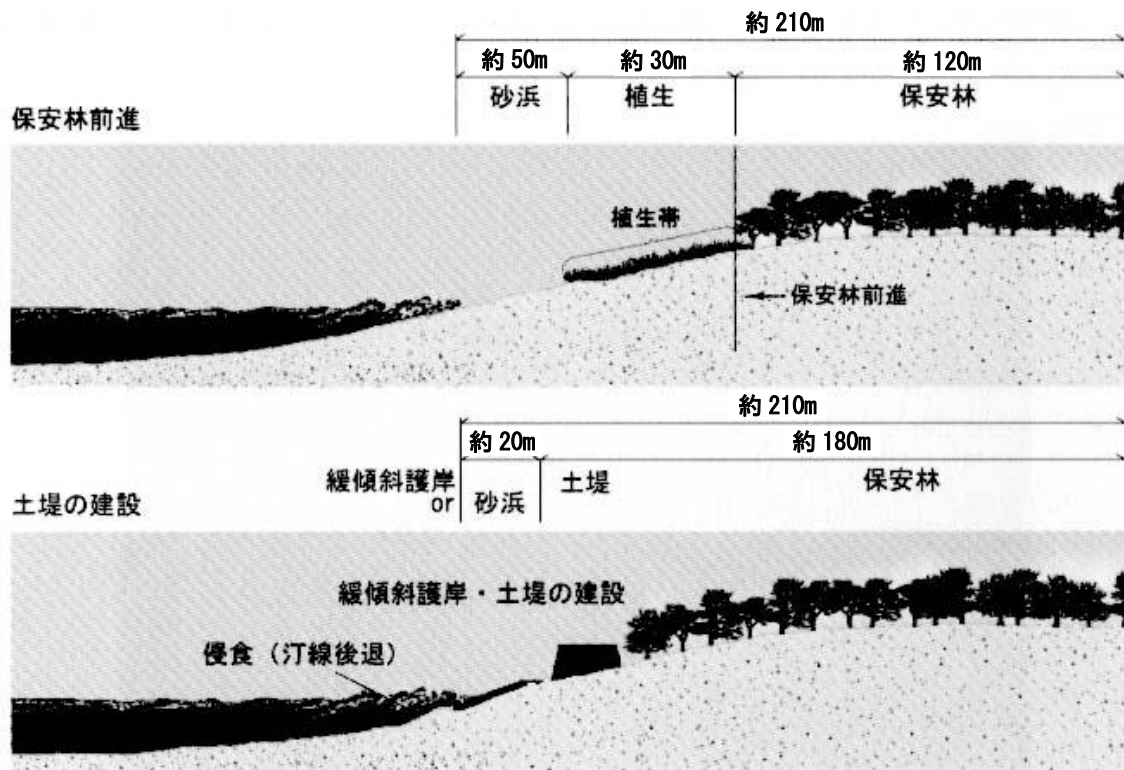 約 210m
約 50m
約 30m
約 120m
砂浜
植生
保安林
保安林前進
植生帯
保安林前進
約 210m
約 20m
約 180m
緩傾斜護岸
or
砂浜
土堤
保安林
土堤の建設
緩傾斜護岸・土堤の建設
侵食（汀線後退）